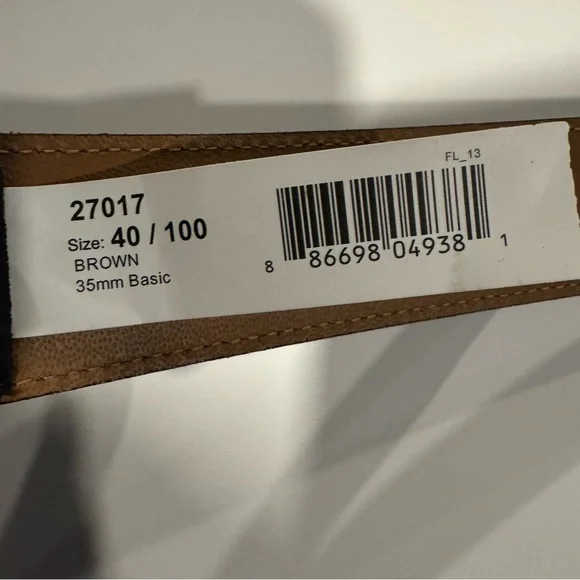 27017
Size: 40 / 100
BROWN
35mm Basic
FL_13
8 86698 04938 1